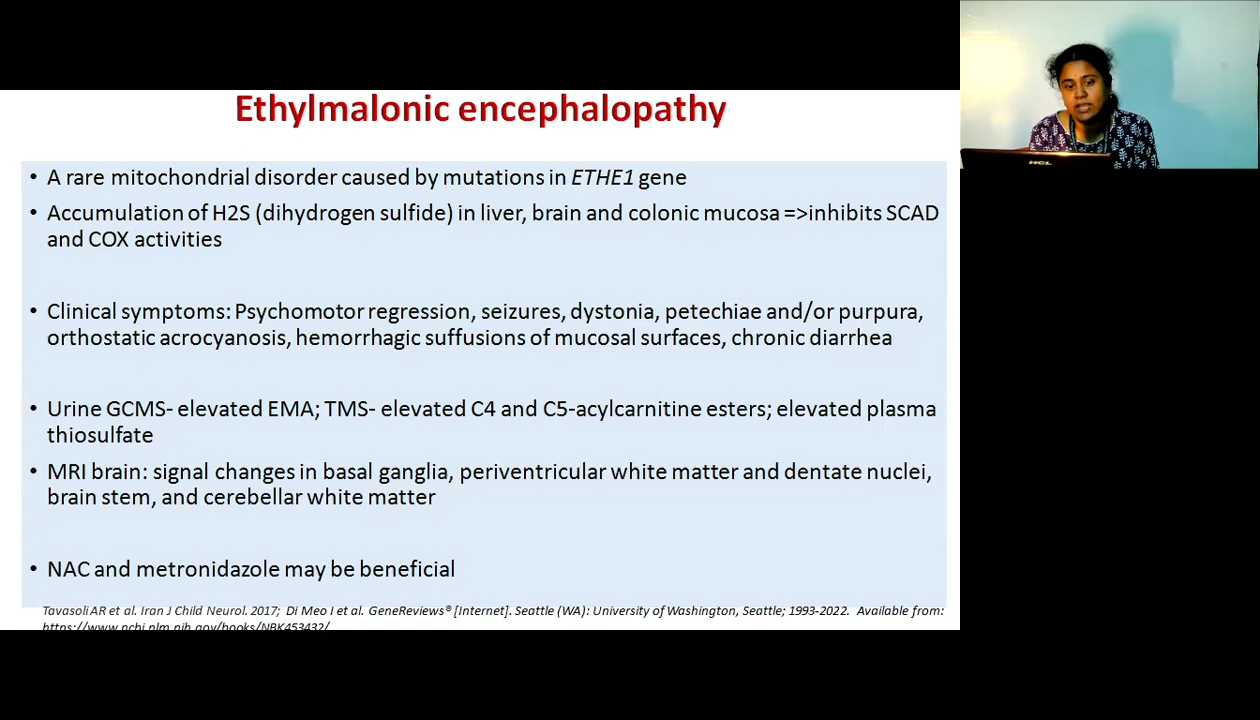 Ethylmalonic encephalopathy
• A rare mitochondrial disorder caused by mutations in ETHE1 gene
• Accumulation of H2S (dihydrogen sulfide) in liver, brain and colonic mucosa =>inhibits SCAD
and COX activities
• Clinical symptoms: Psychomotor regression, seizures, dystonia, petechiae and/or purpura,
orthostatic acrocyanosis, hemorrhagic suffusions of mucosal surfaces, chronic diarrhea
• Urine GCMS- elevated EMA; TMS- elevated C4 and C5-acylcarnitine esters; elevated plasma
thiosulfate
• MRI brain: signal changes in basal ganglia, periventricular white matter and dentate nuclei,
brain stem, and cerebellar white matter
• NAC and metronidazole may be beneficial
Tavasoli AR et al. Iran J Child Neurol. 2017; Di Meo I et al. GeneReviews® [Internet]. Seattle (WA): University of Washington, Seattle; 1993-2022. Available from:
https://www.ncbi.nlm.nih.gov/books/NBK453432/
HCL